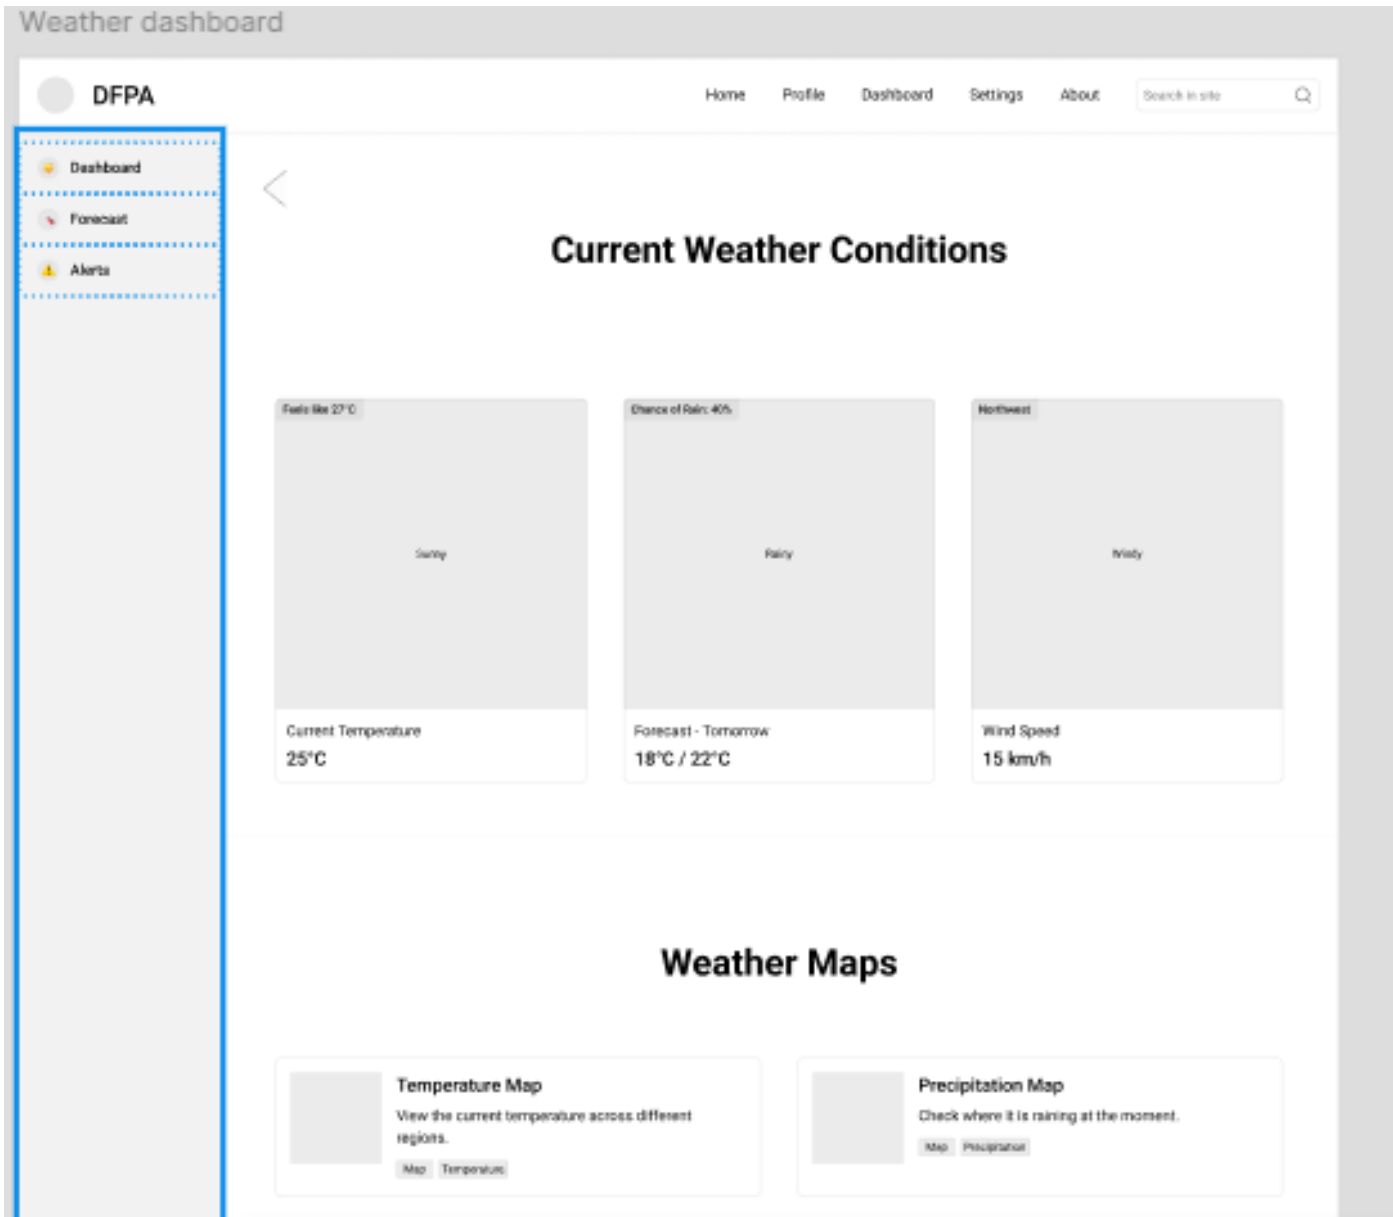 Weather dashboard
DFPA
Home Profile Dashboard Settings About Search in site
Dashboard
Forecast
Alerts
Current Weather Conditions
Feels like 27°C
Sunny
Current Temperature
25°C
Chance of Rain: 40%
Rainy
Forecast - Tomorrow
18°C / 22°C
Northwest
Windy
Wind Speed
15 km/h
Weather Maps
Temperature Map
View the current temperature across different
regions.
Map Temperature
Precipitation Map
Check where it is raining at the moment.
Map Precipitation